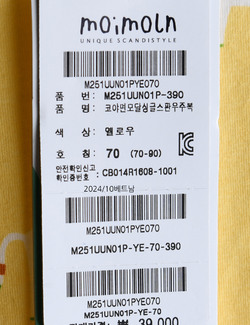 moimoln
UNIQUE SCANDISTYLE
M251UUN01PYE070
품 번: M251UUN01P-390
품 명: 코야먼모달싱글스판무주복
색 상: 옐로우
호 칭: 70 (70-90)
안전확인신고
확인증번호 : CB014R1608-1001
2024/10베트남
M251UUN01PYE070
M251UUN01P-YE-70-390
M251UUN01PYE070
M251UUN01P-YE-70
39,000